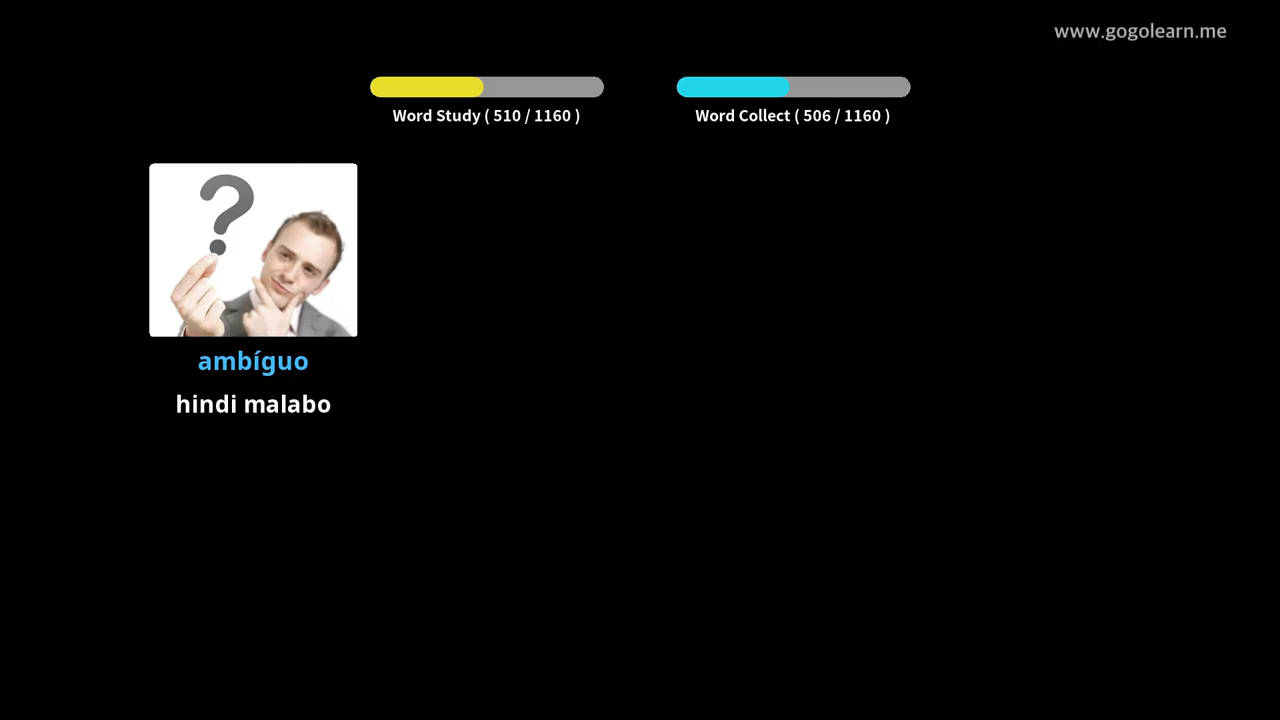 www.gogolearn.me
Word Study ( 510 / 1160 )
Word Collect ( 506 / 1160 )
?
ambíguo
hindi malabo